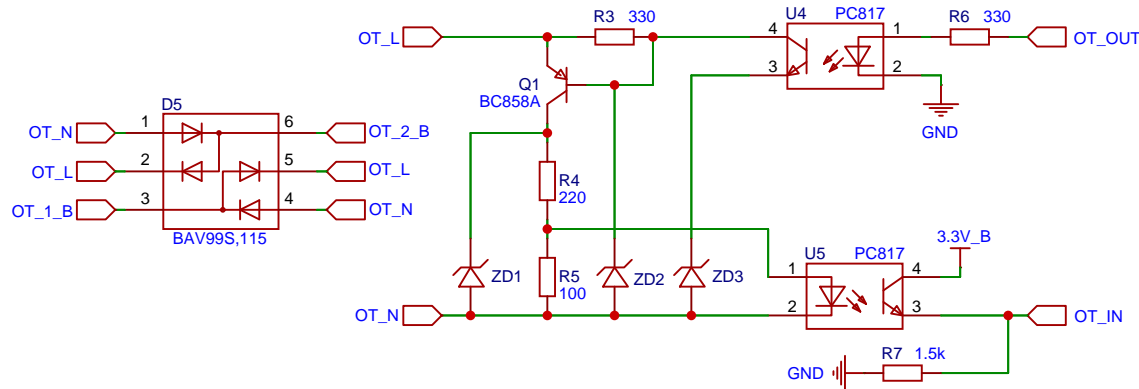 R3 330
U4 PC817
R6 330
OT_L
4
1
OT_OUT
3
2
Q1
BC858A
GND
D5
OT_N 1
6 OT_2_B
OT_L 2
5 OT_L
OT_1_B 3
4 OT_N
BAV99S,115
R4
220
U5 PC817
3.3V_B
1
4
ZD1
R5
100
ZD2
ZD3
OT_N
2
3
OT_IN
R7 1.5k
GND